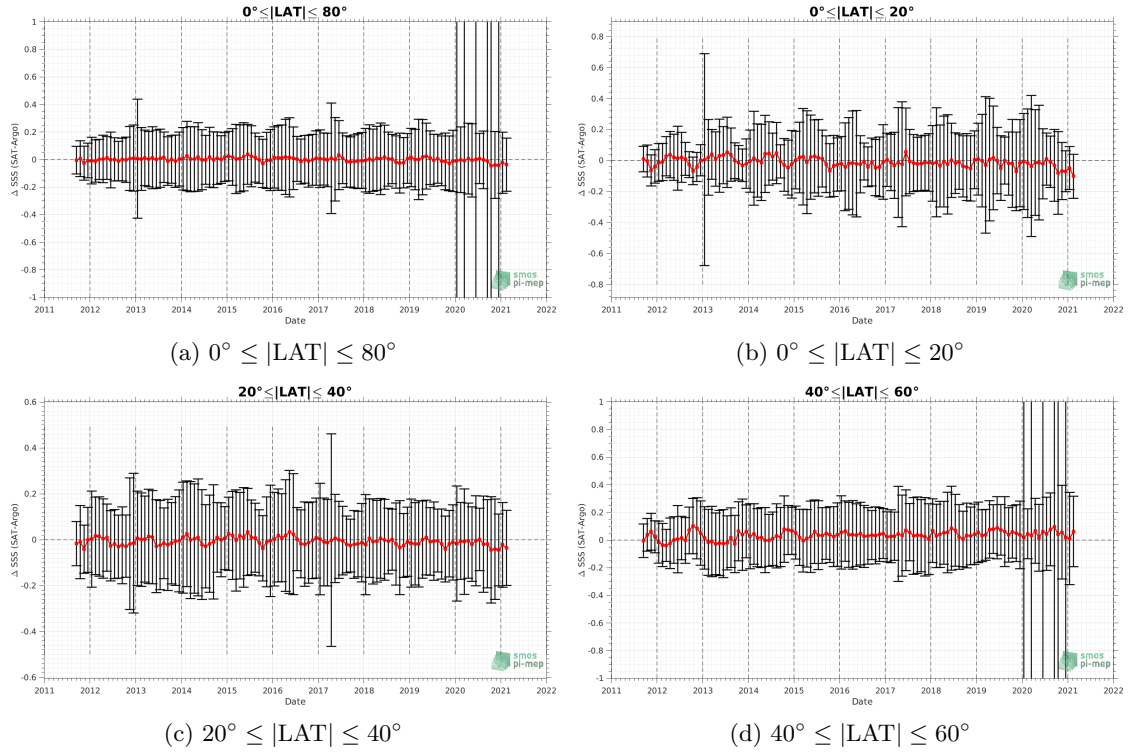 0°≤|LAT|≤ 80°
1
0.8
0.6
0.4
0.2
0
-0.2
-0.4
-0.6
-0.8
-1
Δ SSS (SAT-Argo)
smos
pi-mep
2011 2012 2013 2014 2015 2016 2017 2018 2019 2020 2021 2022
Date
(a) 0° ≤ |LAT| ≤ 80°
0°≤|LAT|≤ 20°
0.8
0.6
0.4
0.2
0
-0.2
-0.4
-0.6
-0.8
Δ SSS (SAT-Argo)
smos
pi-mep
2011 2012 2013 2014 2015 2016 2017 2018 2019 2020 2021 2022
Date
(b) 0° ≤ |LAT| ≤ 20°
20°≤|LAT|≤ 40°
0.6
0.4
0.2
0
-0.2
-0.4
-0.6
Δ SSS (SAT-Argo)
smos
pi-mep
2011 2012 2013 2014 2015 2016 2017 2018 2019 2020 2021 2022
Date
(c) 20° ≤ |LAT| ≤ 40°
40°≤|LAT|≤ 60°
1
0.8
0.6
0.4
0.2
0
-0.2
-0.4
-0.6
-0.8
-1
Δ SSS (SAT-Argo)
smos
pi-mep
2011 2012 2013 2014 2015 2016 2017 2018 2019 2020 2021 2022
Date
(d) 40° ≤ |LAT| ≤ 60°